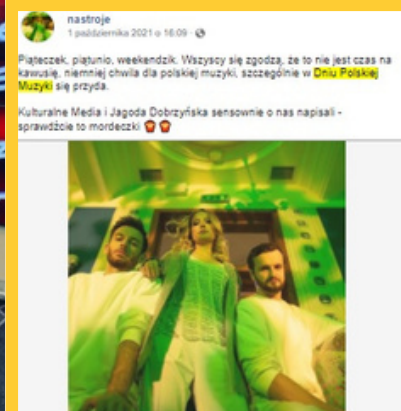 nastroje
1 października 2021 o 16:09 ·
Piąteczek, piątunio, weekendzik. Wszyscy się zgodzą, że to nie jest czas na
kawusię, niemniej chwila dla polskiej muzyki, szczególnie w Dniu Polskiej
Muzyki się przyda.
Kulturalne Media i Jagoda Dobrzyńska sensownie o nas napisali -
sprawdźcie to mordeczki